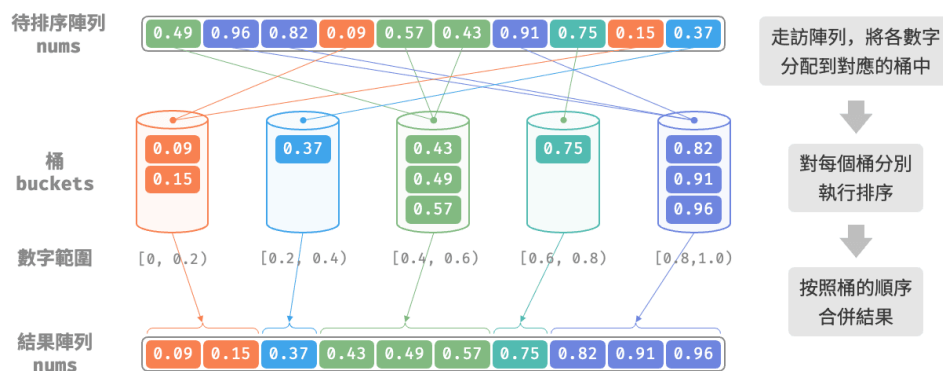 待排序陣列
nums
0.49 0.96 0.82 0.09 0.57 0.43 0.91 0.75 0.15 0.37
走訪陣列，將各數字
分配到對應的桶中
桶
buckets
0.09
0.15
0.37
0.43
0.49
0.57
0.75
0.82
0.91
0.96
對每個桶分別
執行排序
數字範圍
[0, 0.2)
[0.2, 0.4)
[0.4, 0.6)
[0.6, 0.8)
[0.8,1.0)
按照桶的順序
合併結果
結果陣列
nums
0.09 0.15 0.37 0.43 0.49 0.57 0.75 0.82 0.91 0.96